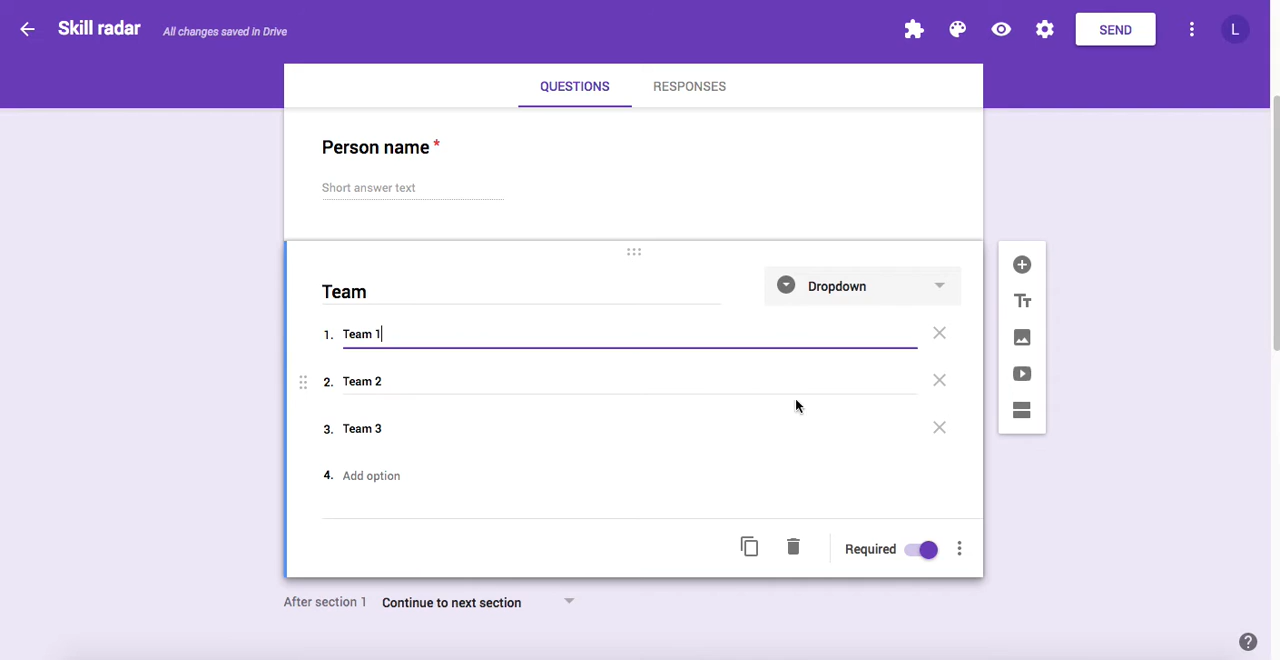 Skill radar All changes saved in Drive SEND L
QUESTIONS RESPONSES
Person name *
Short answer text
Team Dropdown
1. Team 1
2. Team 2
3. Team 3
4. Add option
Required
After section 1 Continue to next section